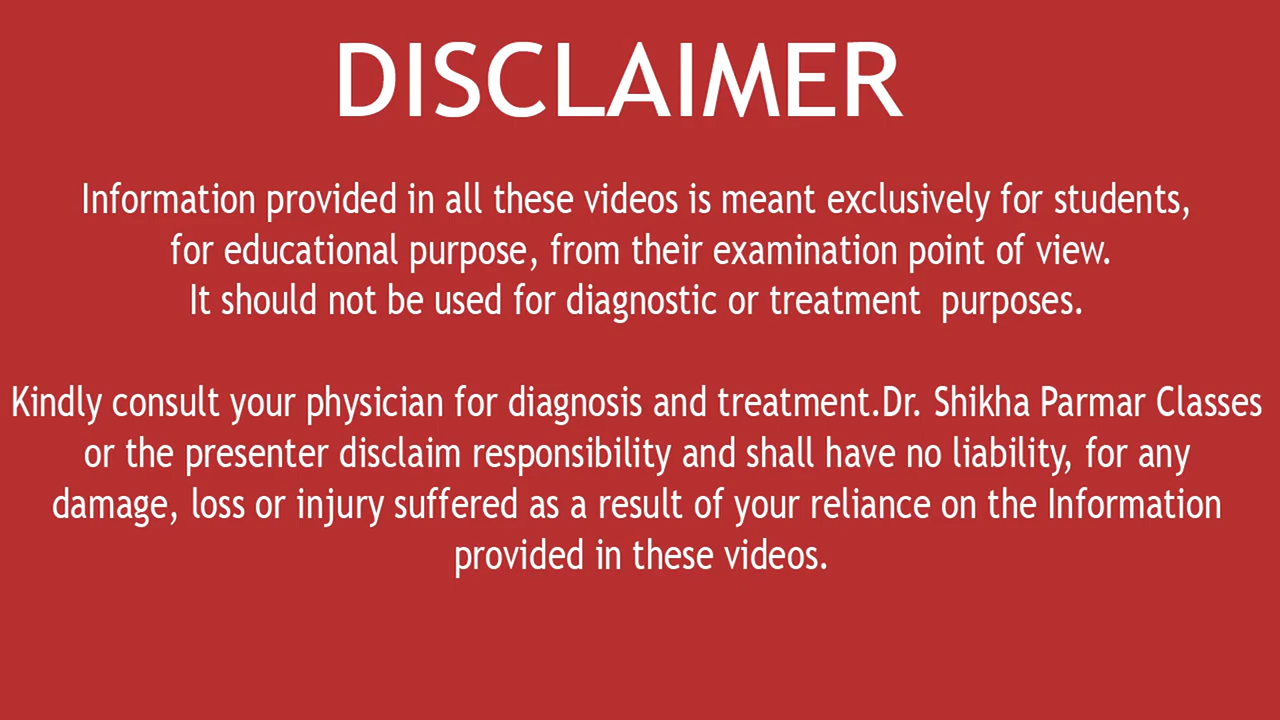 DISCLAIMER
Information provided in all these videos is meant exclusively for students,
for educational purpose, from their examination point of view.
It should not be used for diagnostic or treatment  purposes.
Kindly consult your physician for diagnosis and treatment.Dr. Shikha Parmar Classes
or the presenter disclaim responsibility and shall have no liability, for any
damage, loss or injury suffered as a result of your reliance on the Information
provided in these videos.